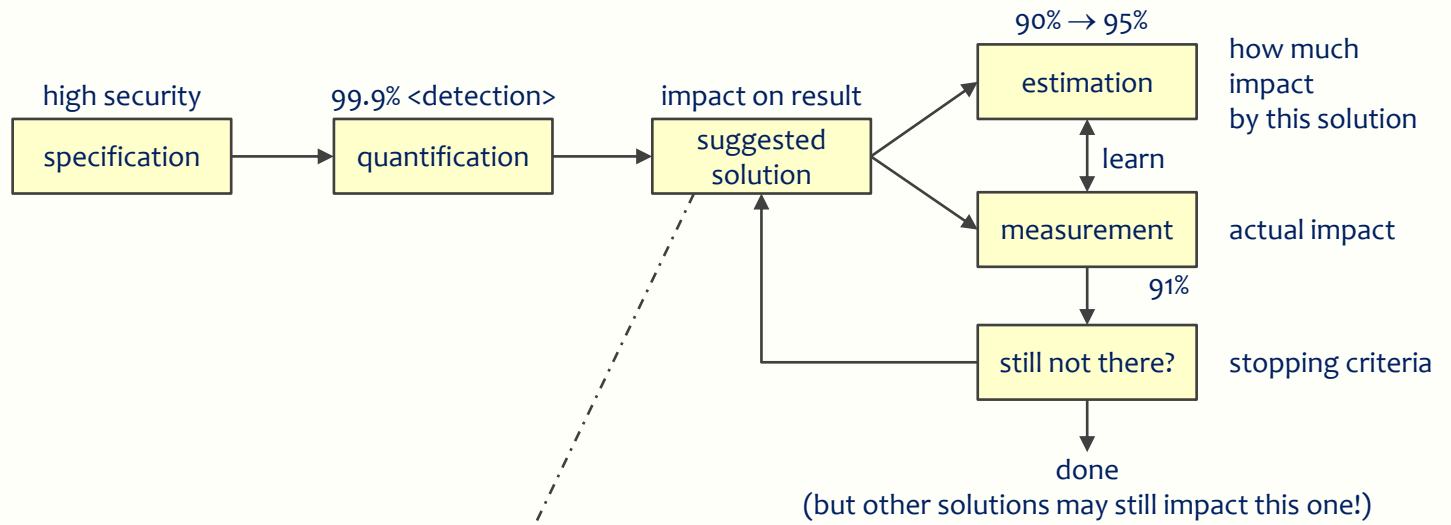 high security
specification
99.9% <detection>
quantification
impact on result
suggested
solution
90% → 95%
estimation
how much
impact
by this solution
learn
measurement
actual impact
91%
still not there?
stopping criteria
done
(but other solutions may still impact this one!)